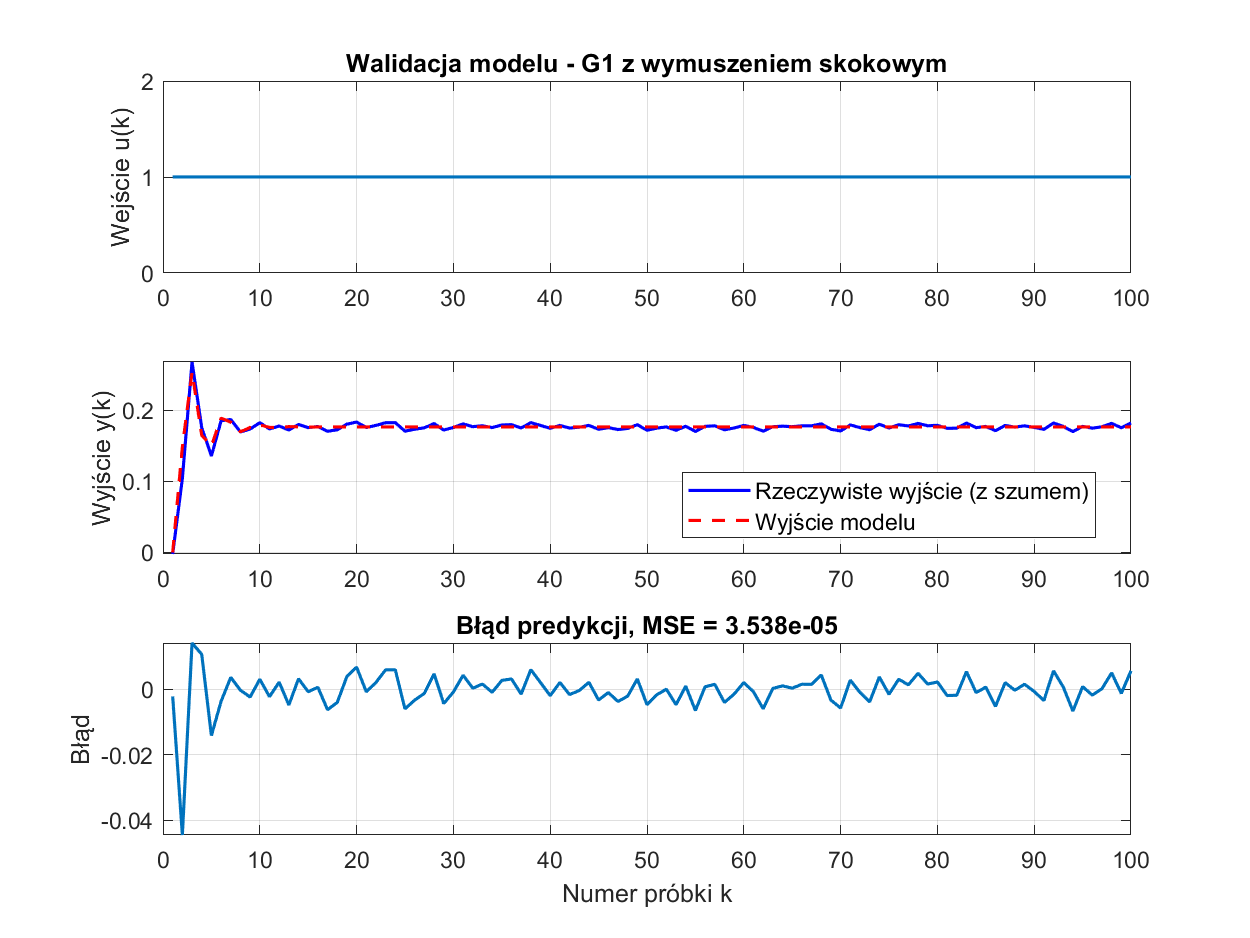 Walidacja modelu - G1 z wymuszeniem skokowym
Wejście u(k)
2
1
0
0 10 20 30 40 50 60 70 80 90 100
Wyjście y(k)
0.2
0.1
0
Rzeczywiste wyjście (z szumem)
Wyjście modelu
0 10 20 30 40 50 60 70 80 90 100
Błąd predykcji, MSE = 3.538e-05
Błąd
0
-0.02
-0.04
0 10 20 30 40 50 60 70 80 90 100
Numer próbki k